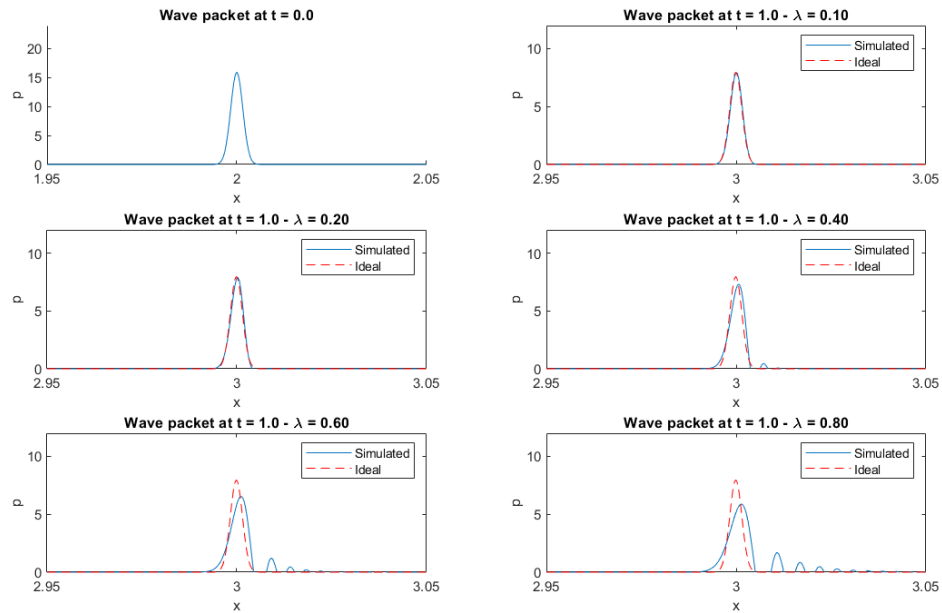 Wave packet at t = 0.0
20
15
10
5
0
p
1.95
2
2.05
x
Wave packet at t = 1.0 - λ = 0.10
Simulated
Ideal
10
5
0
p
2.95
3
3.05
x
Wave packet at t = 1.0 - λ = 0.20
Simulated
Ideal
10
5
0
p
2.95
3
3.05
x
Wave packet at t = 1.0 - λ = 0.40
Simulated
Ideal
10
5
0
p
2.95
3
3.05
x
Wave packet at t = 1.0 - λ = 0.60
Simulated
Ideal
10
5
0
p
2.95
3
3.05
x
Wave packet at t = 1.0 - λ = 0.80
Simulated
Ideal
10
5
0
p
2.95
3
3.05
x